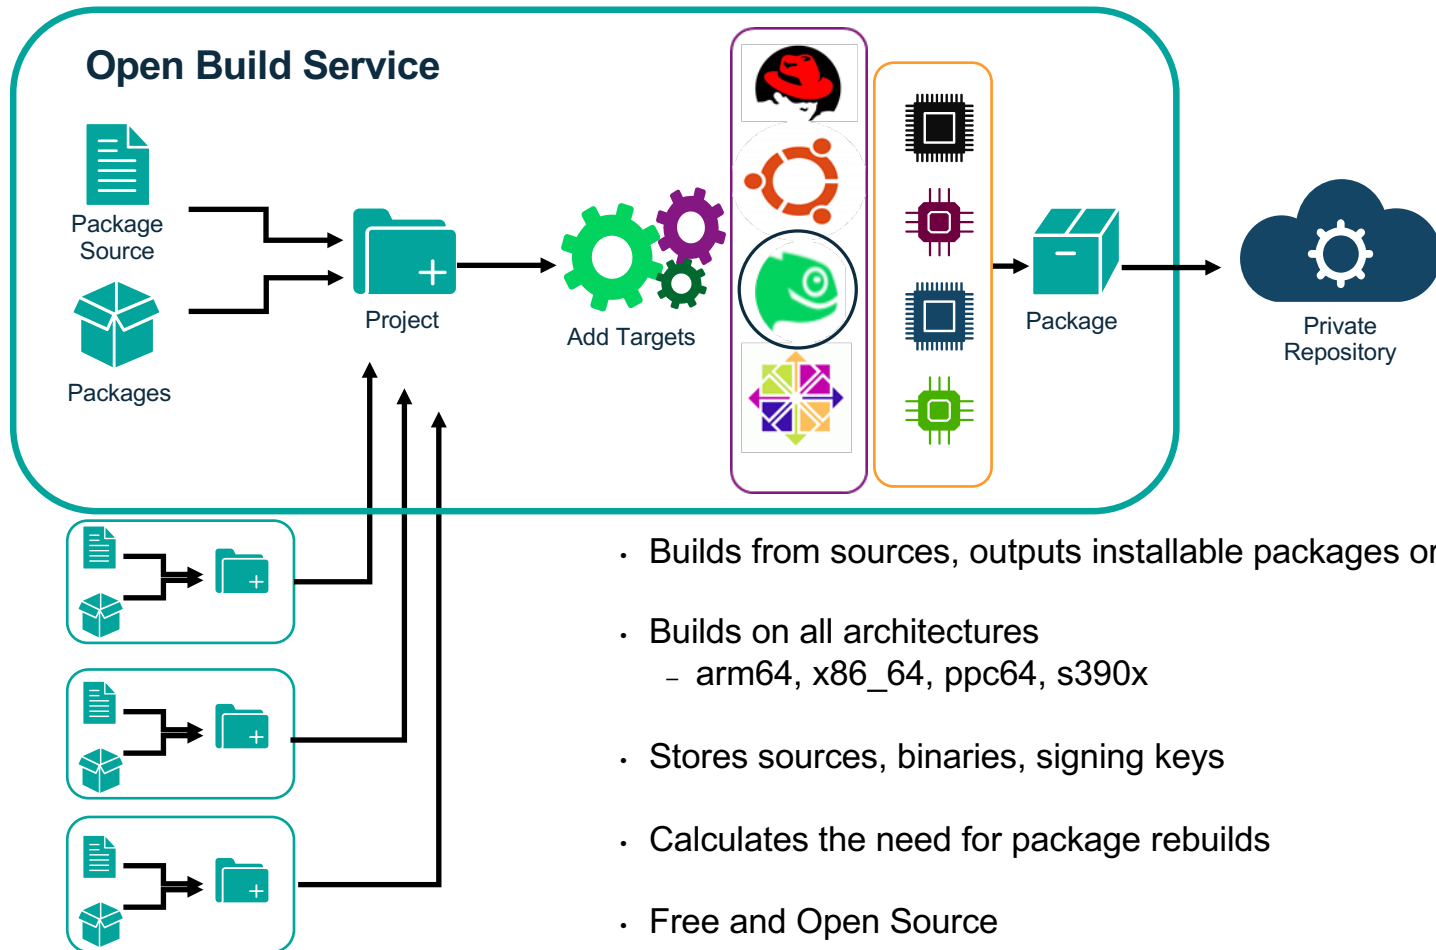 Open Build Service
Package
Source
Packages
Project
Add Targets
Package
Private
Repository
· Builds from sources, outputs installable packages or
· Builds on all architectures
– arm64, x86_64, ppc64, s390x
· Stores sources, binaries, signing keys
· Calculates the need for package rebuilds
· Free and Open Source